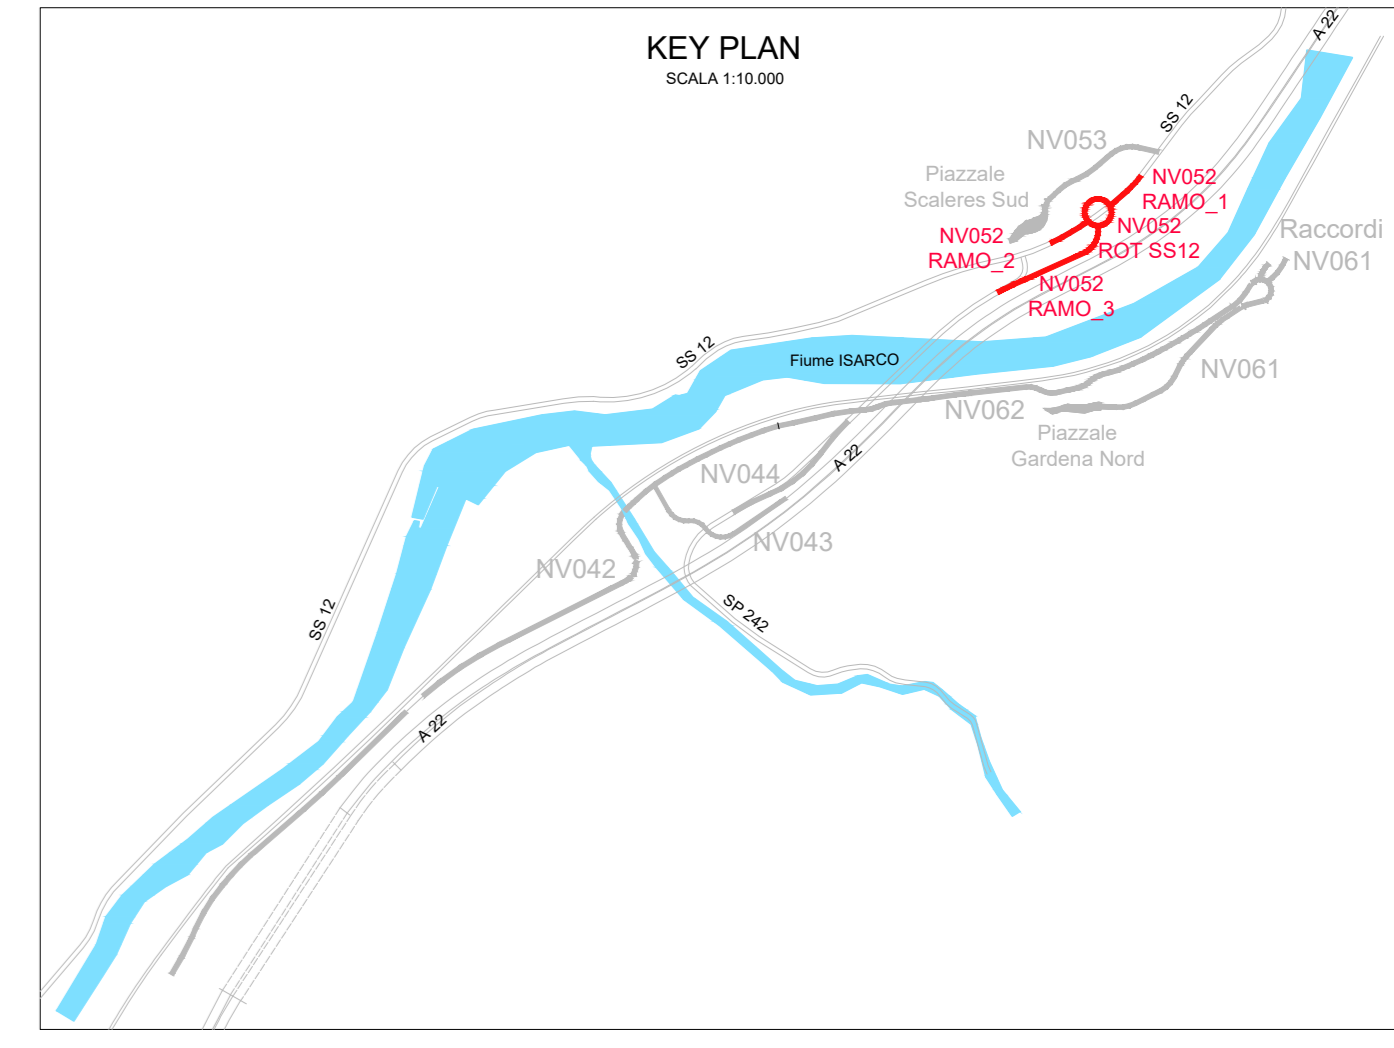 KEY PLAN
SCALA 1:10.000
A 22
SS 12
NV053
Piazzale
Scaleres Sud
NV052
RAMO_1
NV052
ROT SS12
NV052
RAMO_2
Raccordi
NV061
NV052
RAMO_3
SS 12
Fiume ISARCO
NV061
NV062
Piazzale
Gardena Nord
A 22
NV044
NV043
NV042
SP 242
SS 12
A 22